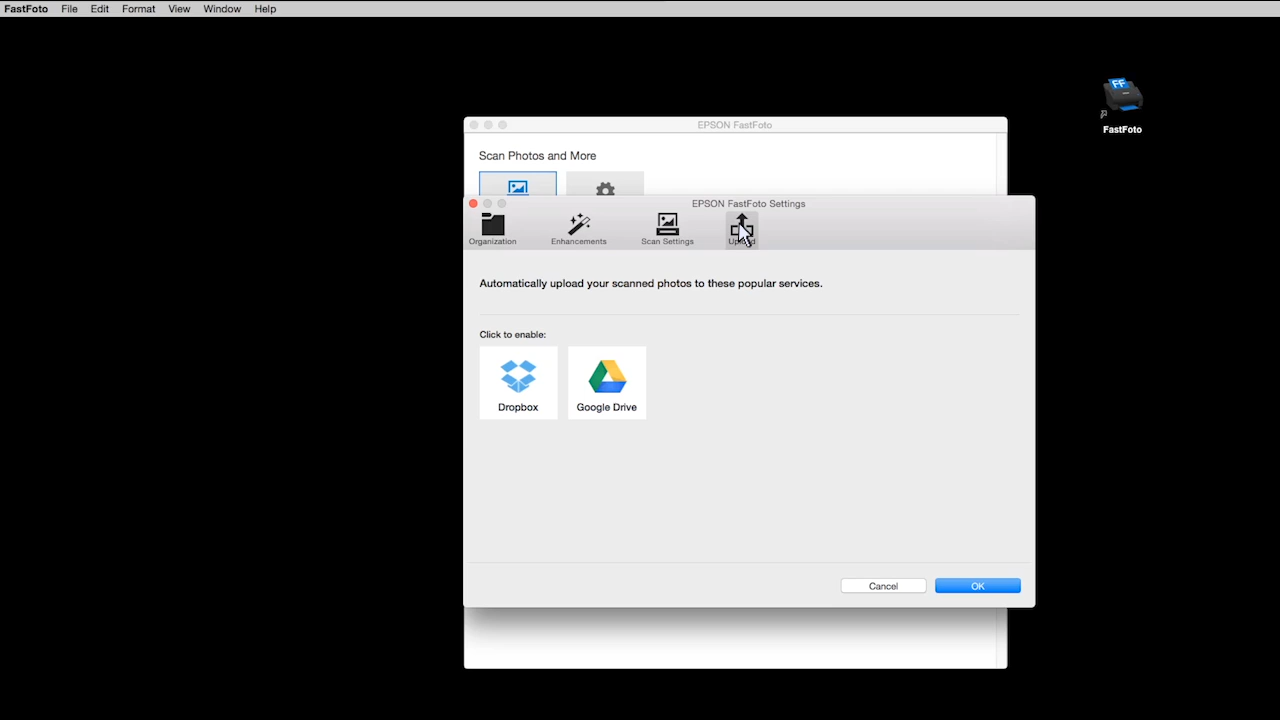 FastFoto File Edit Format View Window Help
FF
FastFoto
EPSON FastFoto
Scan Photos and More
EPSON FastFoto Settings
Organization Enhancements Scan Settings
Automatically upload your scanned photos to these popular services.
Click to enable:
Dropbox Google Drive
Cancel OK